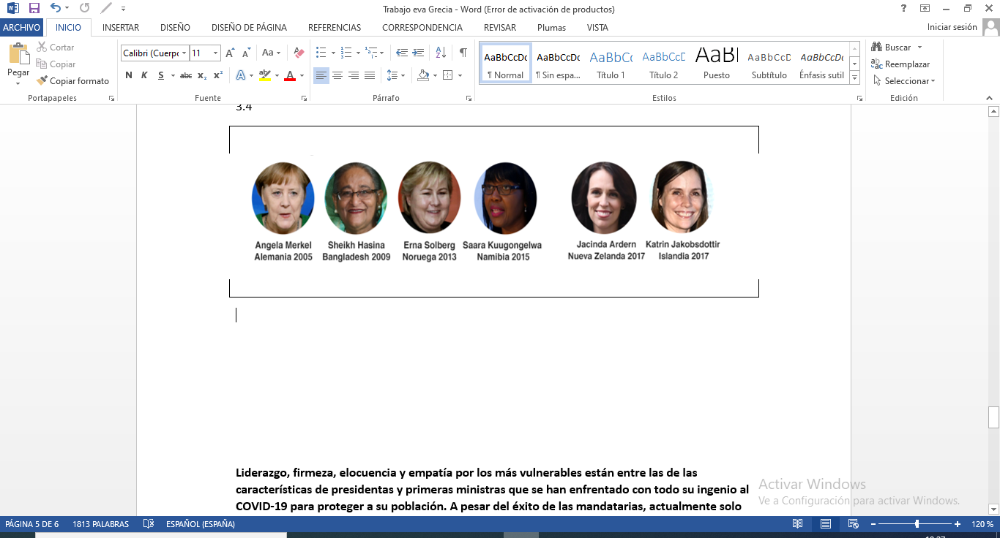 Trabajo eva Grecia - Word (Error de activación de productos)
?
ARCHIVO INICIO INSERTAR DISEÑO DISEÑO DE PÁGINA REFERENCIAS CORRESPONDENCIA REVISAR Plumas VISTA Iniciar sesión
Pegar
Cortar
Copiar
Copiar formato
Portapapeles
Calibri (Cuerpo 11
N K S abc x₂ x²
Aa
A
Fuente
Párrafo
AaBbCcDc AaBbCcDc AaBbCc AaBbCcD AaBl AaBbCcD AaBbCcDc
¶ Normal ¶ Sin espa... Título 1 Título 2 Puesto Subtítulo Énfasis sutil
Estilos
Buscar
Reemplazar
Seleccionar
Edición
3.4
Angela Merkel Sheikh Hasina Erna Solberg Saara Kuugongelwa Jacinda Ardern Katrin Jakobsdottir
Alemania 2005 Bangladesh 2009 Noruega 2013 Namibia 2015 Nueva Zelanda 2017 Islandia 2017
Liderazgo, firmeza, elocuencia y empatía por los más vulnerables están entre las de las
características de presidentas y primeras ministras que se han enfrentado con todo su ingenio al
COVID-19 para proteger a su población. A pesar del éxito de las mandatarias, actualmente solo
Activar Windows
Ve a Configuración para activar Windows.
PÁGINA 5 DE 6 1813 PALABRAS ESPAÑOL (ESPAÑA) 120 %